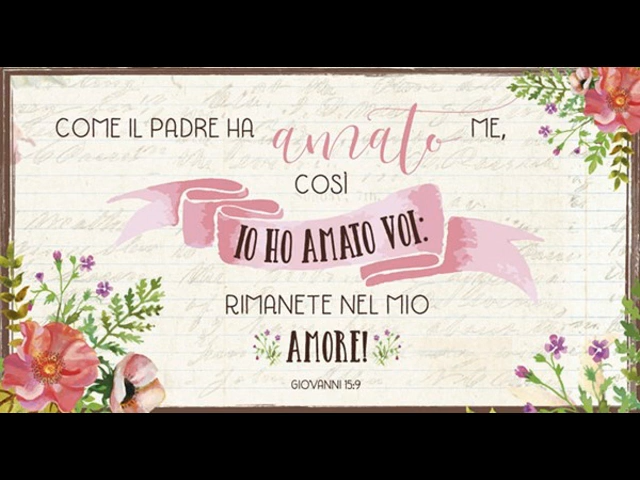 COME IL PADRE HA amato ME,
COSÌ
IO HO AMATO VOI:
RIMANETE NEL MIO
AMORE!
GIOVANNI 15:9